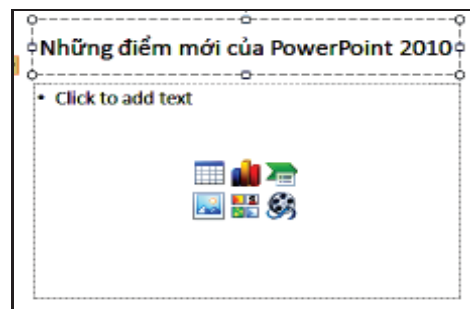 Những điểm mới của PowerPoint 2010
• Click to add text